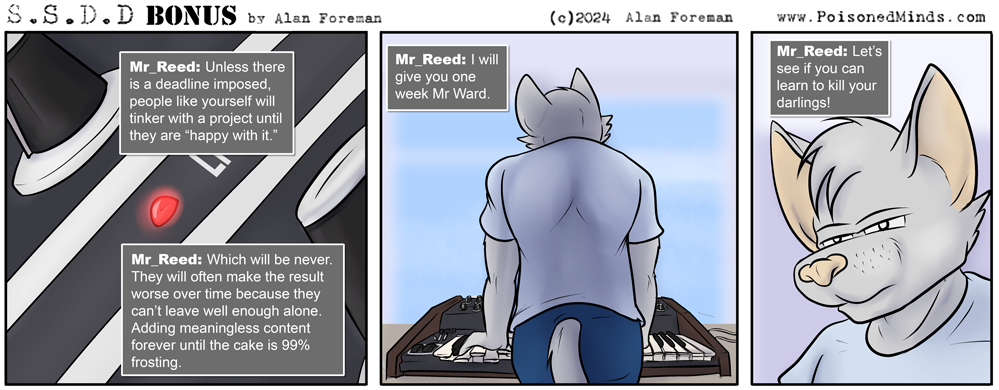 S.S.D.D BONUS by Alan Foreman
(c)2024 Alan Foreman
www.PoisonedMinds.com
Mr_Reed: Unless there
is a deadline imposed,
people like yourself will
tinker with a project until
they are “happy with it.”
Mr_Reed: Which will be never.
They will often make the result
worse over time because they
can’t leave well enough alone.
Adding meaningless content
forever until the cake is 99%
frosting.
Mr_Reed: I will
give you one
week Mr Ward.
Mr_Reed: Let’s
see if you can
learn to kill your
darlings!